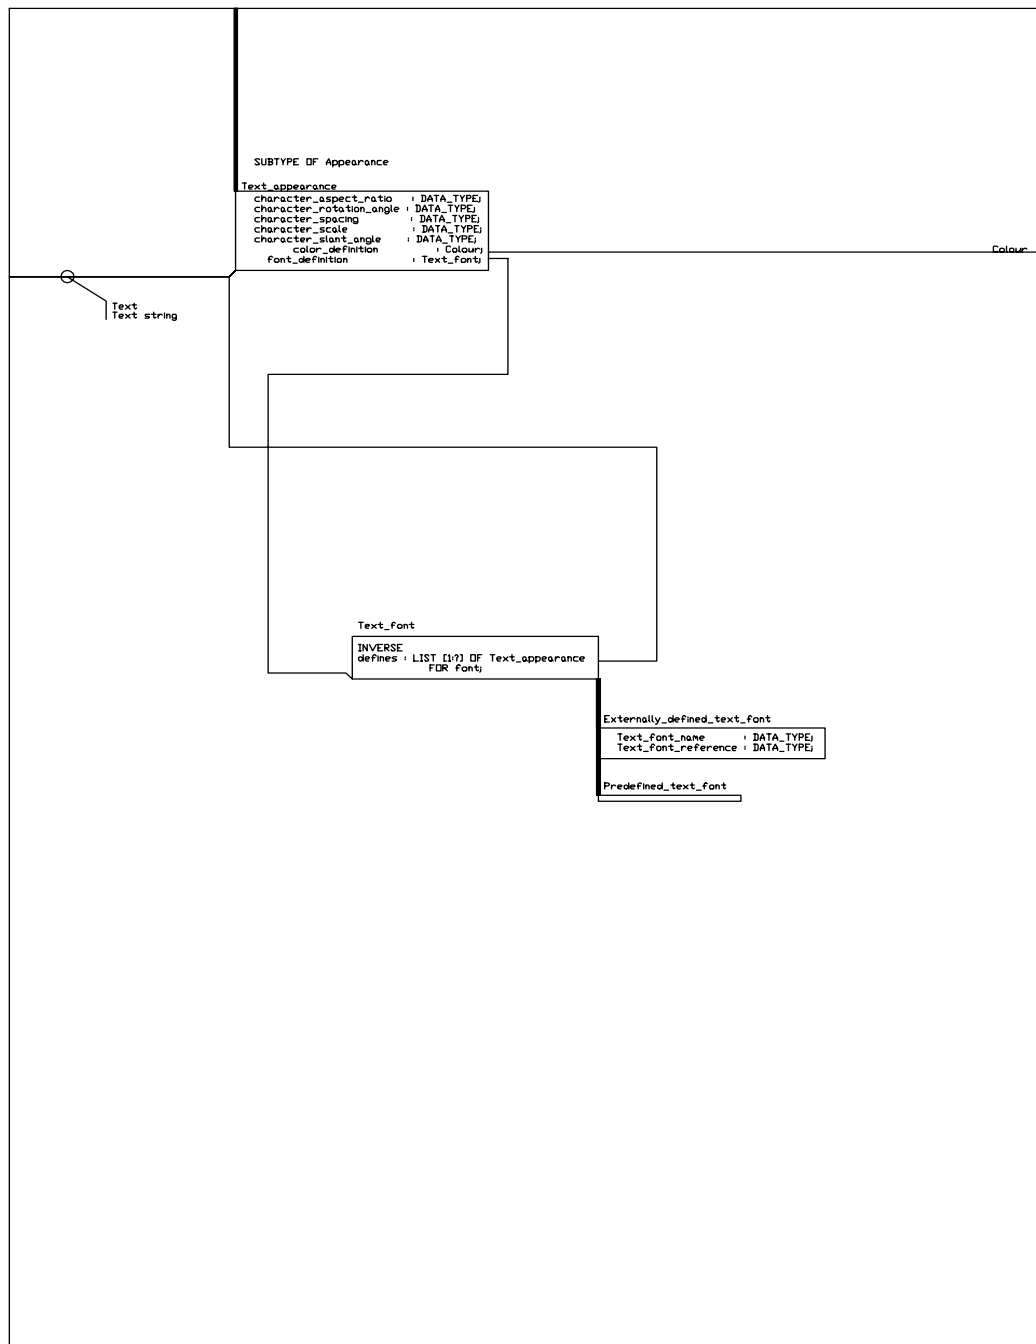 SUBTYPE OF Appearance
Text_appearance
character_aspect_ratio : DATA_TYPE;
character_rotation_angle : DATA_TYPE;
character_spacing : DATA_TYPE;
character_scale : DATA_TYPE;
character_slant_angle : DATA_TYPE;
color_definition : Colour;
font_definition : Text_font;
Colour
Text
Text string
Text_font
INVERSE
defines : LIST [1:?] OF Text_appearance
FOR font;
Externally_defined_text_font
Text_font_name : DATA_TYPE;
Text_font_reference : DATA_TYPE;
Predefined_text_font